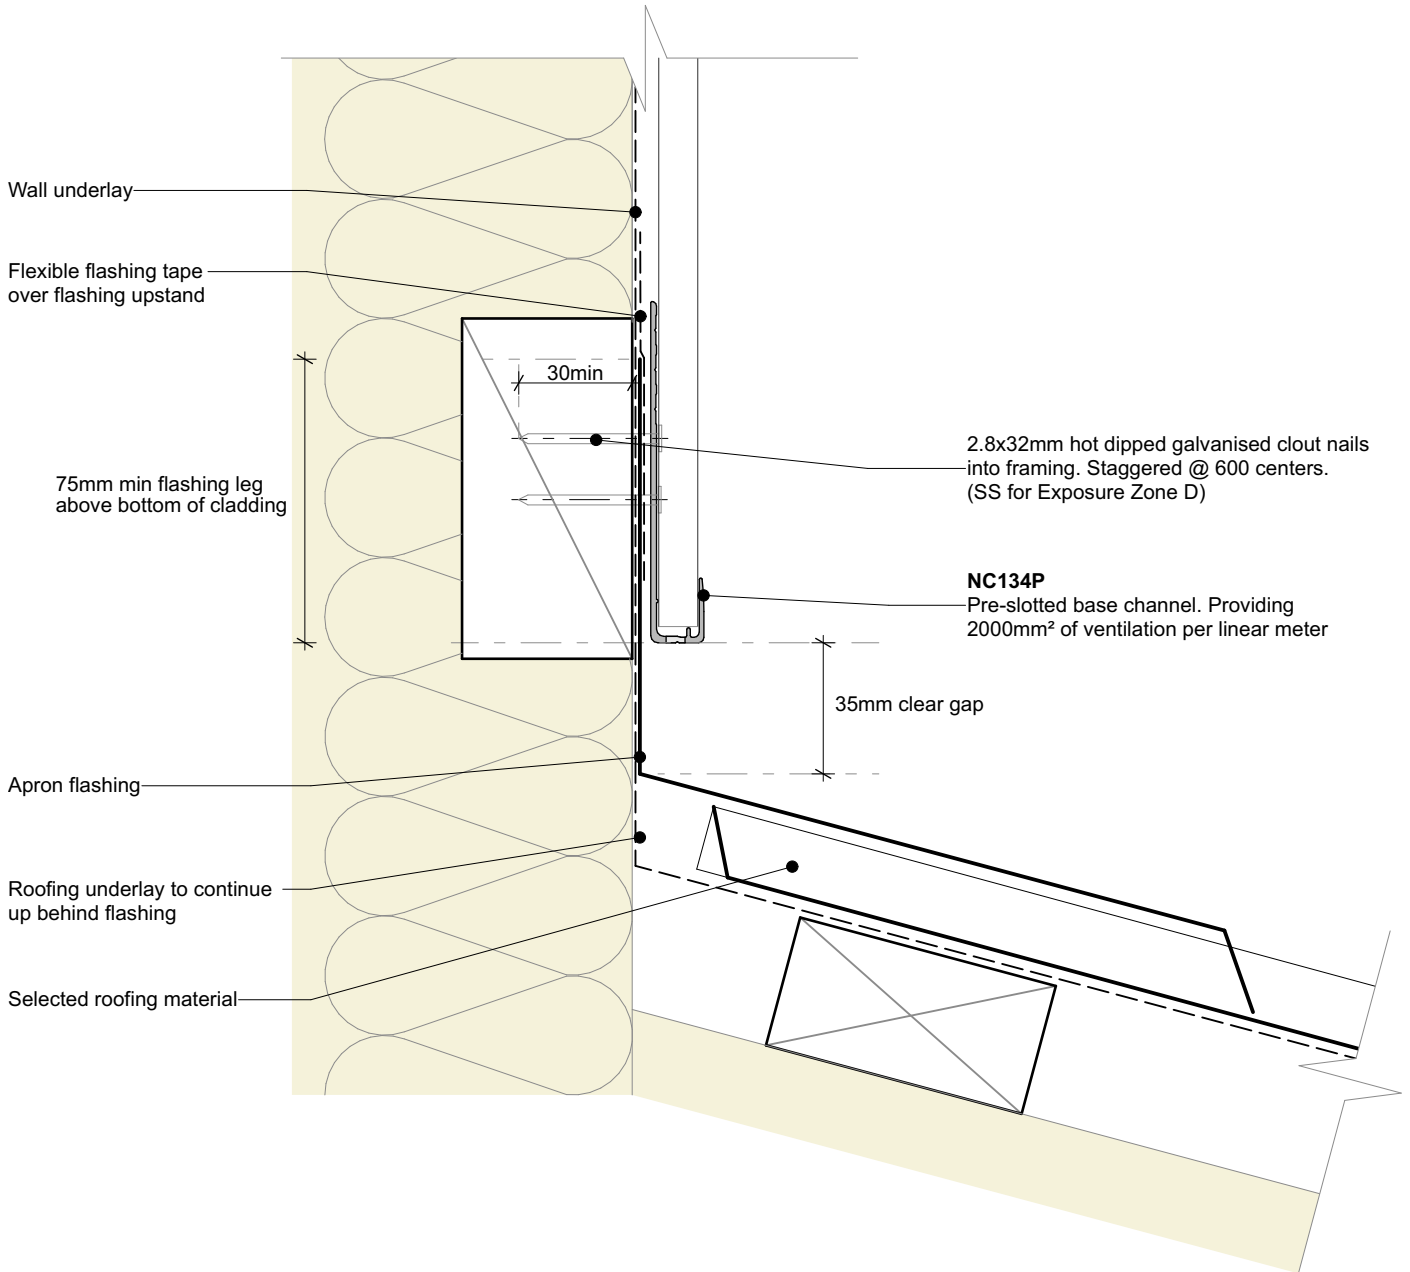 Wall underlay
Flexible flashing tape
over flashing upstand
30min
75mm min flashing leg
above bottom of cladding
2.8x32mm hot dipped galvanised clout nails
into framing. Staggered @ 600 centers.
(SS for Exposure Zone D)
NC134P
Pre-slotted base channel. Providing
2000mm² of ventilation per linear meter
35mm clear gap
Apron flashing
Roofing underlay to continue
up behind flashing
Selected roofing material